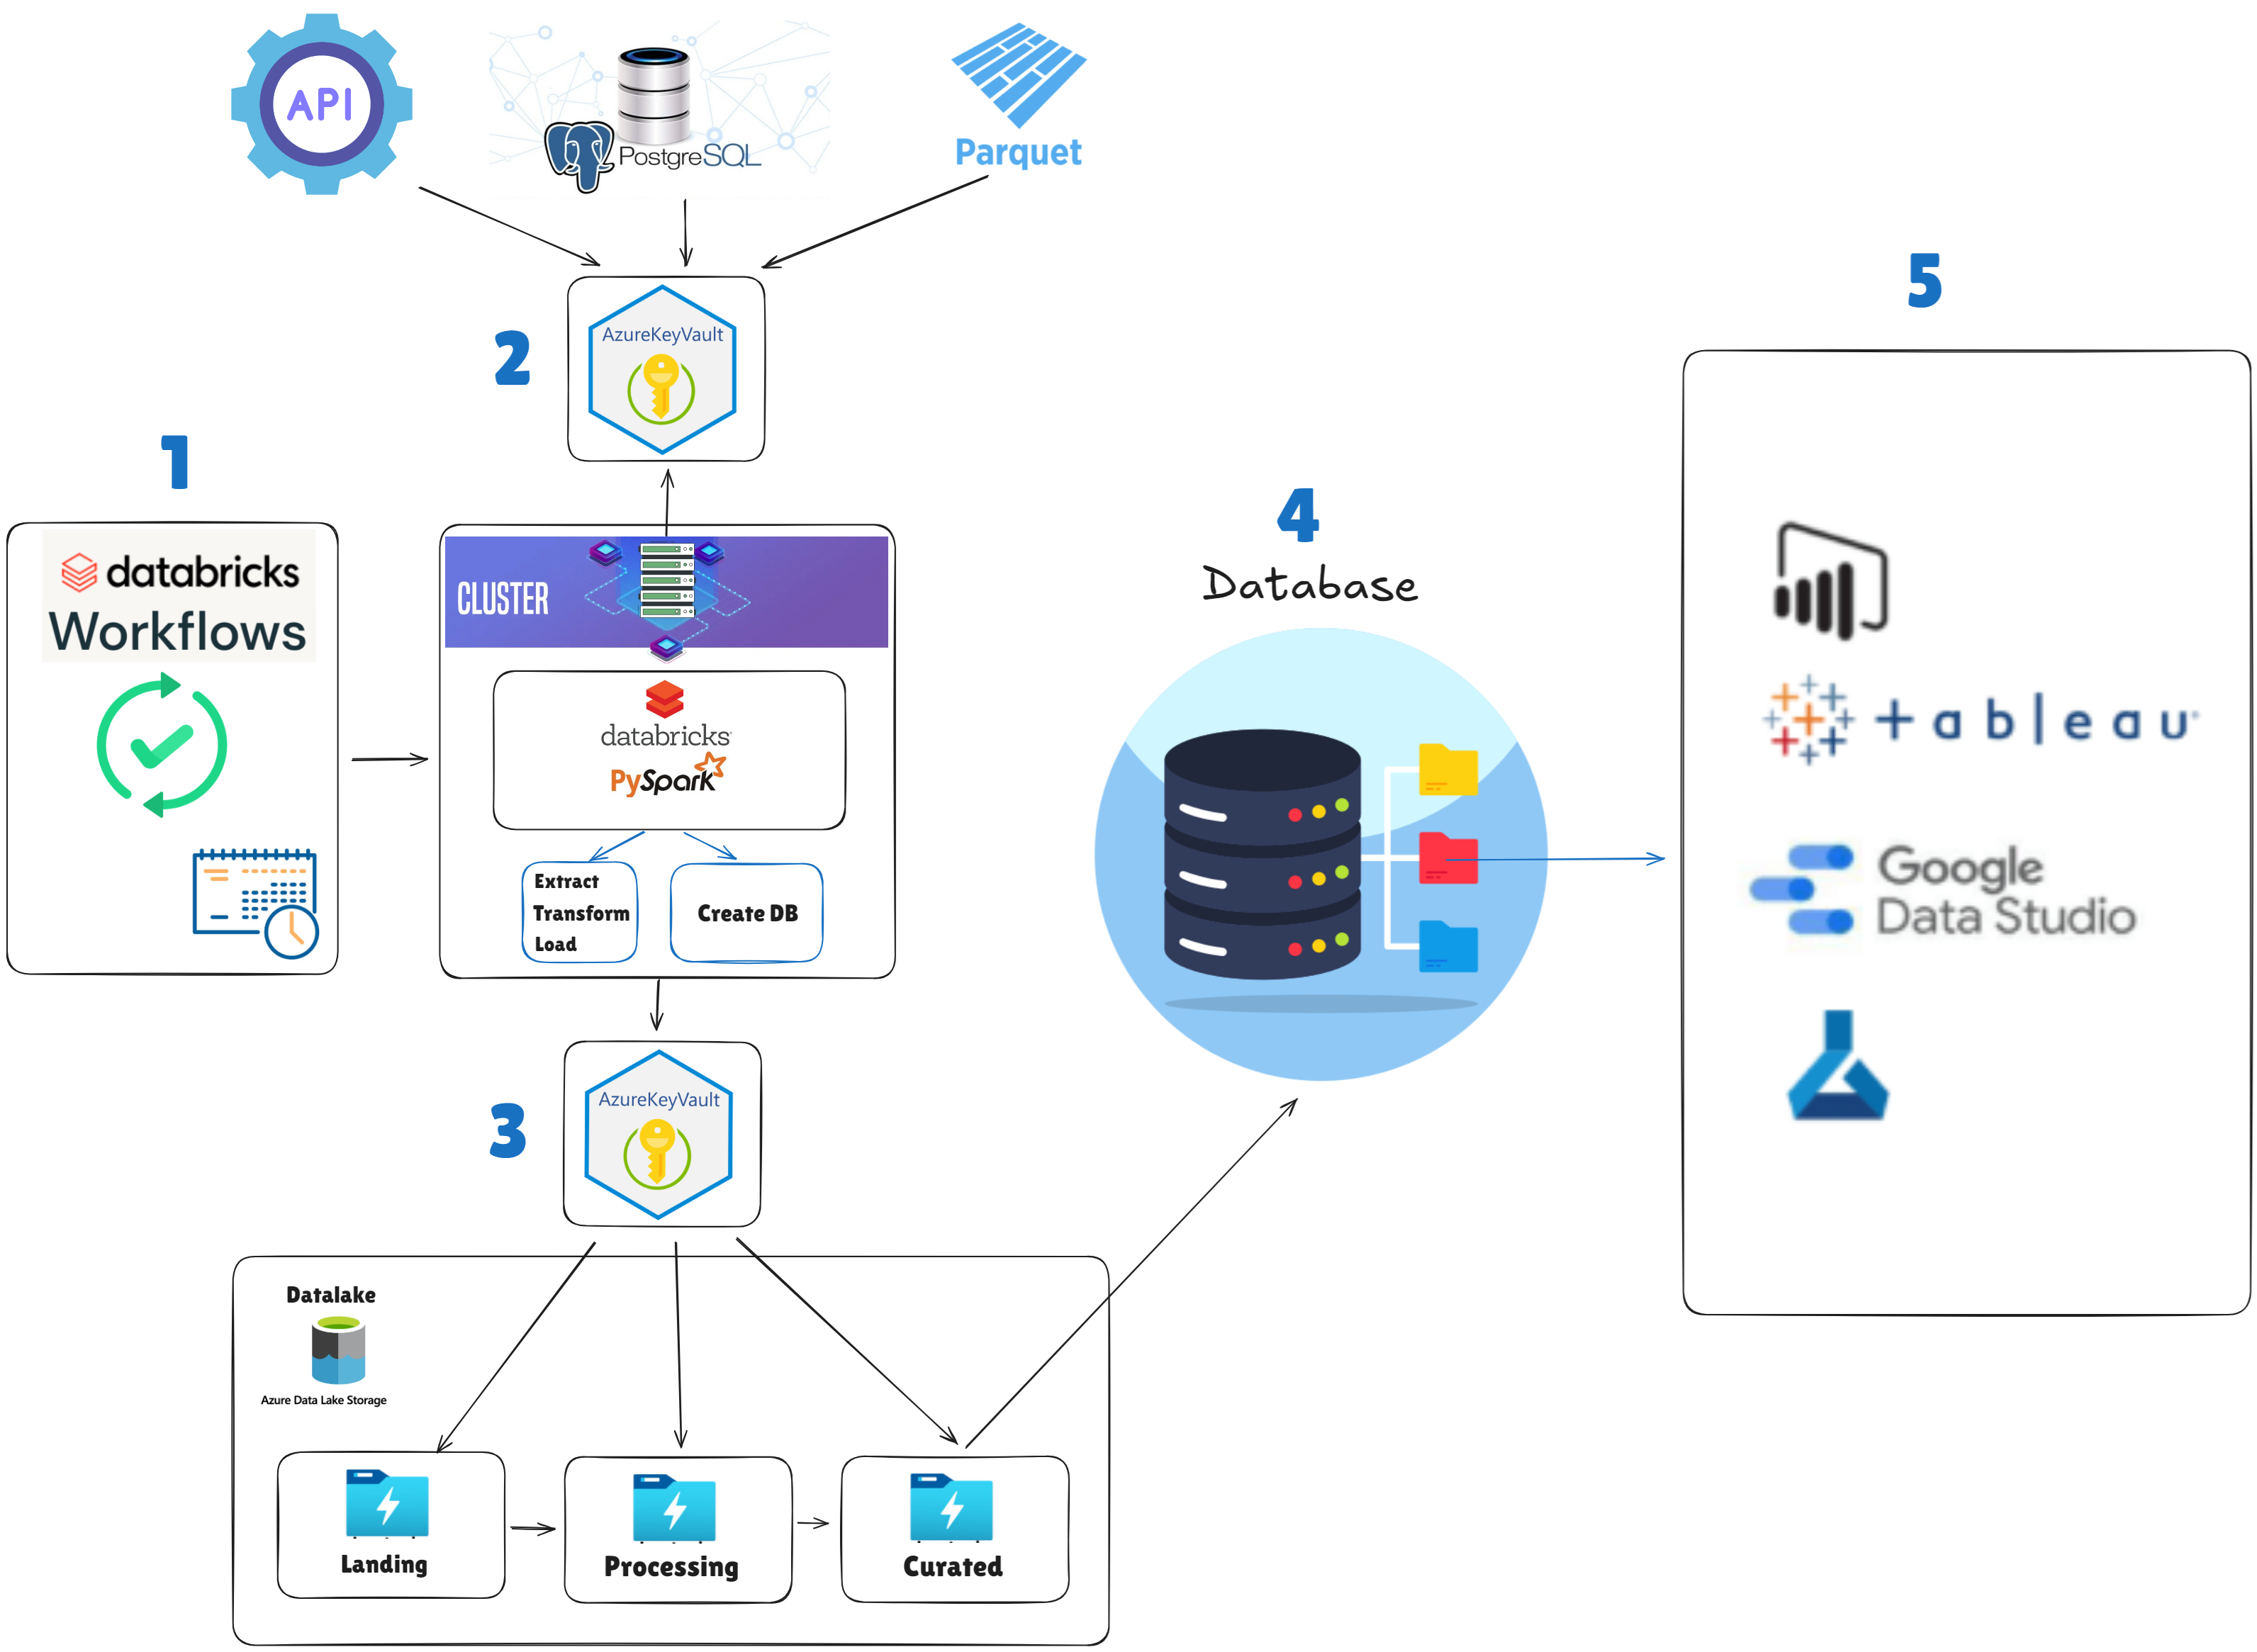 API
PostgreSQL
Parquet
5
2
AzureKeyVault
1
4
Database
databricks
Workflows
CLUSTER
databricks
PySpark
Extract
Transform
Load
Create DB
+ableau
Google
Data Studio
3
AzureKeyVault
Datalake
Azure Data Lake Storage
Landing
Processing
Curated